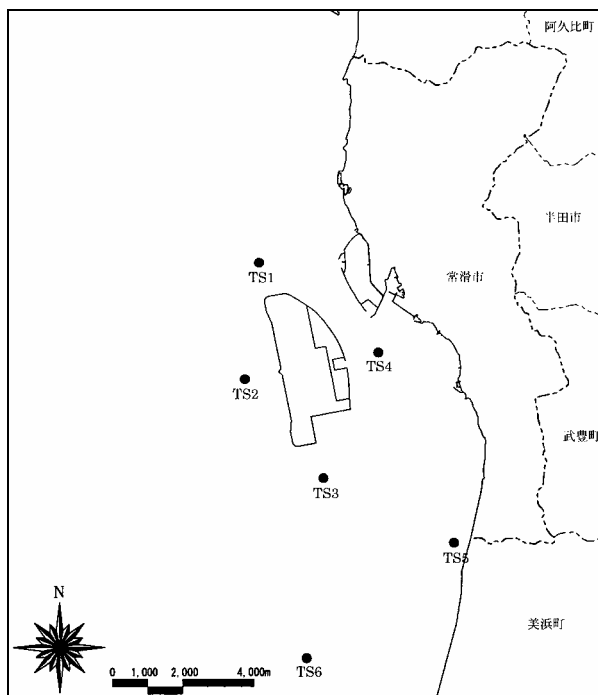 阿久比町
半田市
常滑市
TS1
TS4
TS2
武豊町
TS3
TS5
美浜町
N
0 1,000 2,000 4,000m
TS6